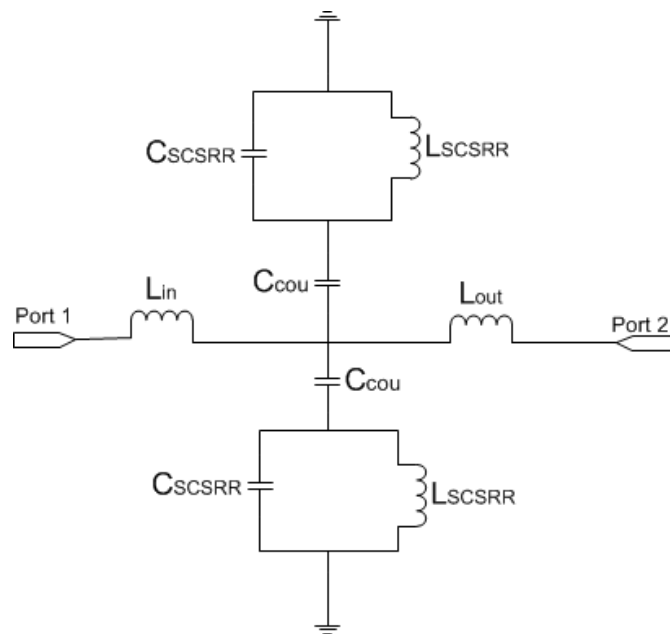 CSCSRR
LSCSRR
Ccou
Lin
Lout
Port 1
Port 2
Ccou
CSCSRR
LSCSRR